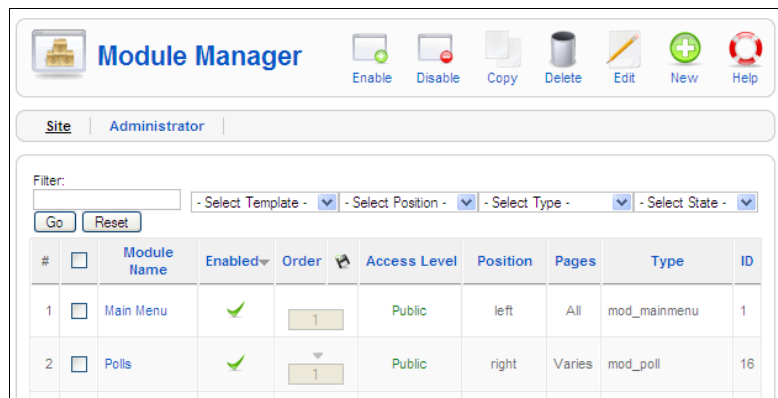 Module Manager
Enable Disable Copy Delete Edit New Help
Site Administrator
Filter:
- Select Template - - Select Position - - Select Type - - Select State -
Go Reset
# Module Name Enabled Order Access Level Position Pages Type ID
1 Main Menu 1 Public left All mod_mainmenu 1
2 Polls 1 Public right Varies mod_poll 16